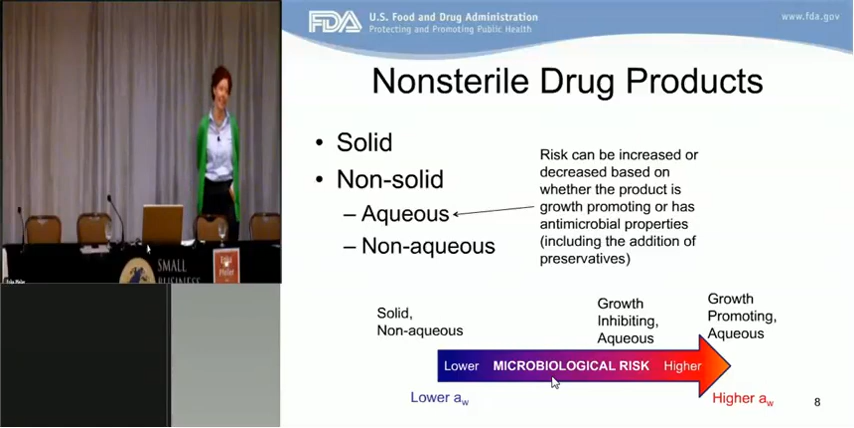 FDA
U.S. Food and Drug Administration
Protecting and Promoting Public Health
www.fda.gov
Nonsterile Drug Products
• Solid
• Non-solid
– Aqueous
– Non-aqueous
Risk can be increased or
decreased based on
whether the product is
growth promoting or has
antimicrobial properties
(including the addition of
preservatives)
Solid,
Non-aqueous
Growth
Inhibiting,
Aqueous
Growth
Promoting,
Aqueous
Lower MICROBIOLOGICAL RISK Higher
Lower aw
Higher aw
8
SMALL
BUSINESS